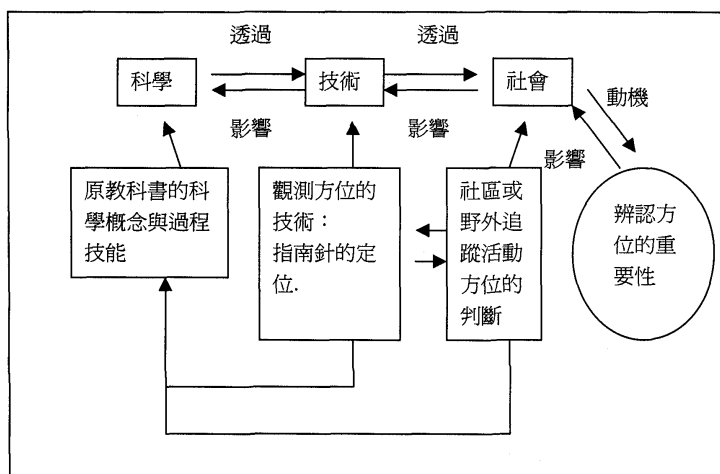 透過
透過
科學
技術
社會
動機
影響
影響
影響
原教科書的科
學概念與過程
技能
觀測方位的
技術：
指南針的定
位.
社區或
野外追
蹤活動
方位的
判斷
辨認方
位的重
要性